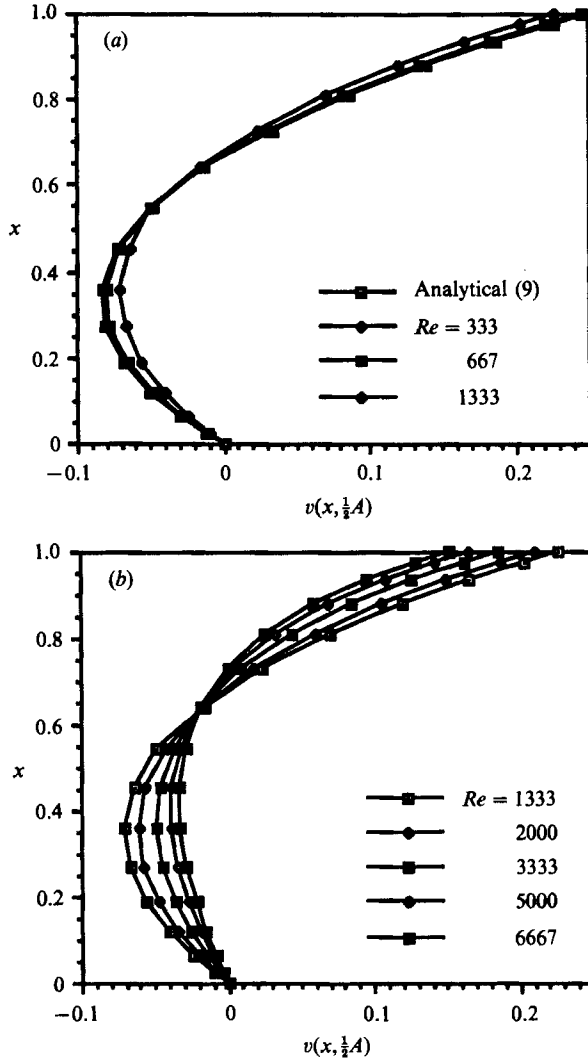 (a)
1.0
0.8
0.6
x
0.4
0.2
0
−0.1
0
0.1
0.2
v(x, ½A)
Analytical (9)
Re = 333
667
1333
(b)
1.0
0.8
0.6
x
0.4
0.2
0
−0.1
0
0.1
0.2
v(x, ½A)
Re = 1333
2000
3333
5000
6667